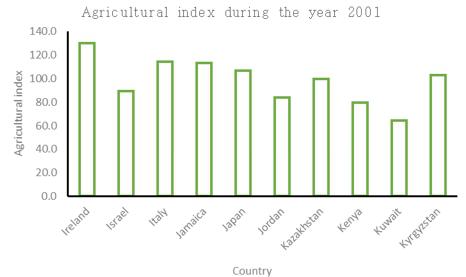 Agricultural index during the year 2001
Agricultural index
140.0
120.0
100.0
80.0
60.0
40.0
20.0
0.0
Ireland
Israel
Italy
Jamaica
Japan
Jordan
Kazakhstan
Kenya
Kuwait
Kyrgyzstan
Country